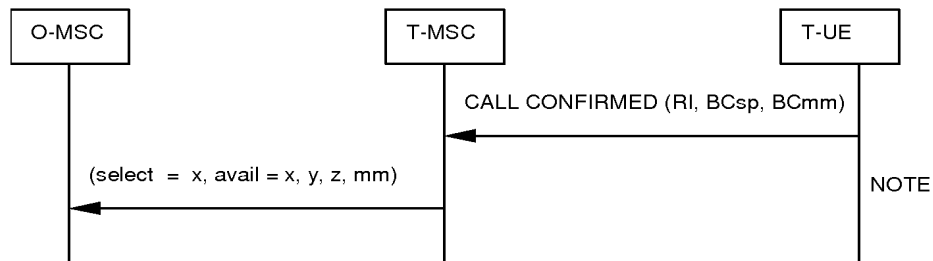 O-MSC
T-MSC
T-UE
CALL CONFIRMED (RI, BCsp, BCmm)
(select = x, avail = x, y, z, mm)
NOTE